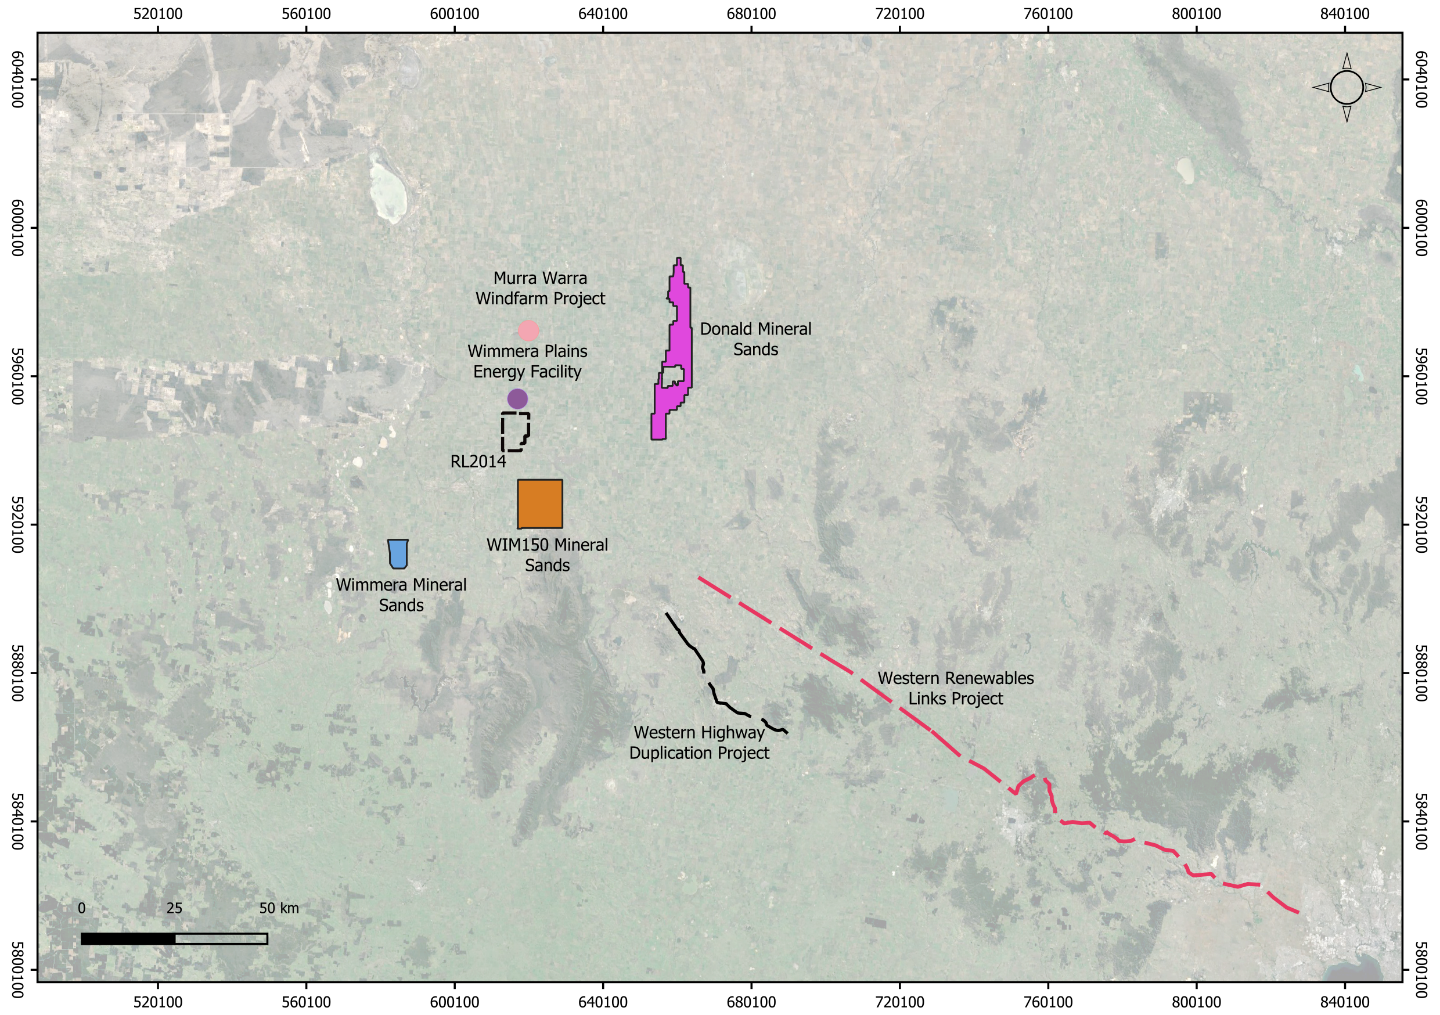 520100 560100 600100 640100 680100 720100 760100 800100 840100
6040100 6040100
6000100 6000100
Murra Warra
Windfarm Project
Donald Mineral
Sands
Wimmera Plains
Energy Facility
5960100 5960100
RL2014
5920100 5920100
WIM150 Mineral
Sands
Wimmera Mineral
Sands
5880100 5880100
Western Renewables
Links Project
Western Highway
Duplication Project
5840100 5840100
0 25 50 km
5800100 5800100
520100 560100 600100 640100 680100 720100 760100 800100 840100